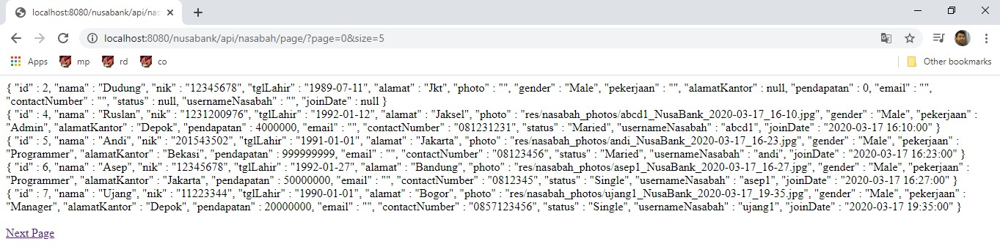 localhost:8080/nusabank/api/nas
localhost:8080/nusabank/api/nasabah/page/?page=0&size=5
Apps mp rd co Other bookmarks
{ "id" : 2, "nama" : "Dudung", "nik" : "12345678", "tglLahir" : "1989-07-11", "alamat" : "Jkt", "photo" : "", "gender" : "Male", "pekerjaan" : "", "alamatKantor" : null, "pendapatan" : 0, "email" : "",
"contactNumber" : "", "status" : null, "usernameNasabah" : "", "joinDate" : null }
{ "id" : 4, "nama" : "Ruslan", "nik" : "1231200976", "tglLahir" : "1992-01-12", "alamat" : "Jaksel", "photo" : "res/nasabah_photos/abcd1_NusaBank_2020-03-17_16-10.jpg", "gender" : "Male", "pekerjaan" :
"Admin", "alamatKantor" : "Depok", "pendapatan" : 4000000, "email" : "", "contactNumber" : "081231231", "status" : "Maried", "usernameNasabah" : "abcd1", "joinDate" : "2020-03-17 16:10:00" }
{ "id" : 5, "nama" : "Andi", "nik" : "201543502", "tglLahir" : "1991-01-01", "alamat" : "Jakarta", "photo" : "res/nasabah_photos/andi_NusaBank_2020-03-17_16-23.jpg", "gender" : "Male", "pekerjaan" :
"Programmer", "alamatKantor" : "Bekasi", "pendapatan" : 999999999, "email" : "", "contactNumber" : "08123456", "status" : "Maried", "usernameNasabah" : "andi", "joinDate" : "2020-03-17 16:23:00" }
{ "id" : 6, "nama" : "Asep", "nik" : "12345678", "tglLahir" : "1992-01-27", "alamat" : "Bandung", "photo" : "res/nasabah_photos/asep1_NusaBank_2020-03-17_16-27.jpg", "gender" : "Male", "pekerjaan" :
"Programmer", "alamatKantor" : "Jakarta", "pendapatan" : 50000000, "email" : "", "contactNumber" : "0812345", "status" : "Single", "usernameNasabah" : "asep1", "joinDate" : "2020-03-17 16:27:00" }
{ "id" : 7, "nama" : "Ujang", "nik" : "11223344", "tglLahir" : "1990-01-01", "alamat" : "Bogor", "photo" : "res/nasabah_photos/ujang1_NusaBank_2020-03-17_19-35.jpg", "gender" : "Male", "pekerjaan" :
"Manager", "alamatKantor" : "Depok", "pendapatan" : 20000000, "email" : "", "contactNumber" : "0857123456", "status" : "Single", "usernameNasabah" : "ujang1", "joinDate" : "2020-03-17 19:35:00" }
Next Page